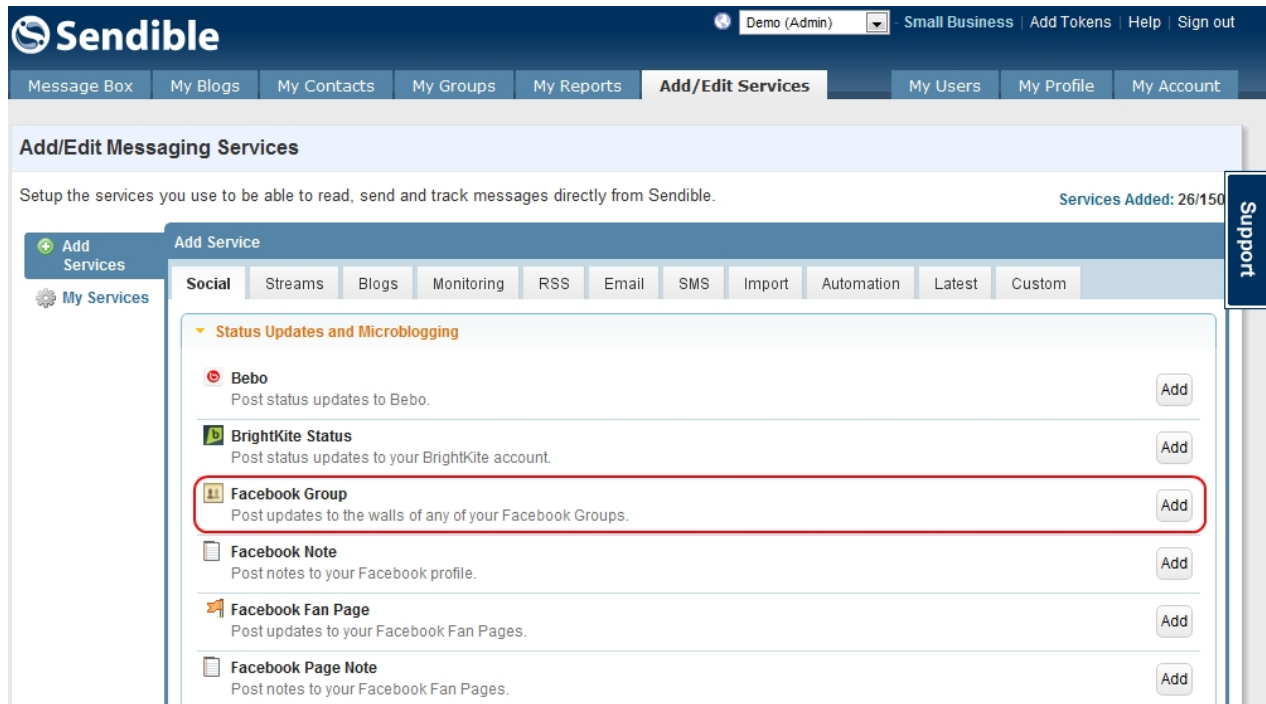 Sendible
Demo (Admin) - Small Business | Add Tokens | Help | Sign out
Message Box My Blogs My Contacts My Groups My Reports Add/Edit Services My Users My Profile My Account
Add/Edit Messaging Services
Setup the services you use to be able to read, send and track messages directly from Sendible.
Services Added: 26/150
Support
Add
Services
My Services
Add Service
Social Streams Blogs Monitoring RSS Email SMS Import Automation Latest Custom
Status Updates and Microblogging
Bebo
Post status updates to Bebo.
Add
BrightKite Status
Post status updates to your BrightKite account.
Add
Facebook Group
Post updates to the walls of any of your Facebook Groups.
Add
Facebook Note
Post notes to your Facebook profile.
Add
Facebook Fan Page
Post updates to your Facebook Fan Pages.
Add
Facebook Page Note
Post notes to your Facebook Fan Pages.
Add